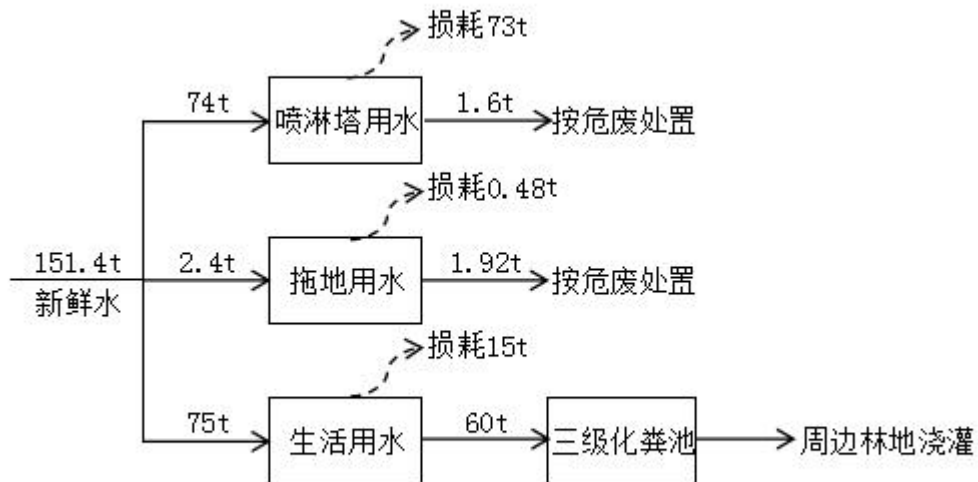 损耗73t
74t
喷淋塔用水
1.6t
按危废处置
损耗0.48t
151.4t
新鲜水
2.4t
拖地用水
1.92t
按危废处置
损耗15t
75t
生活用水
60t
三级化粪池
周边林地浇灌